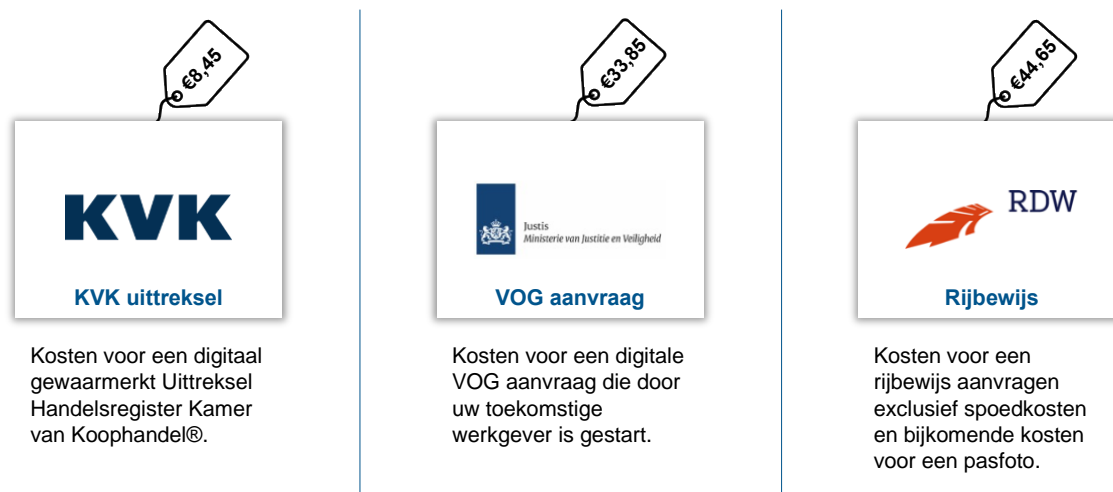 €8,45
KVK
KVK uittreksel
Kosten voor een digitaal
gewaarmerkt Uittreksel
Handelsregister Kamer
van Koophandel®.
€33,85
Justis
Ministerie van Justitie en Veiligheid
VOG aanvraag
Kosten voor een digitale
VOG aanvraag die door
uw toekomstige
werkgever is gestart.
€44,65
RDW
Rijbewijs
Kosten voor een
rijbewijs aanvragen
exclusief spoedkosten
en bijkomende kosten
voor een pasfoto.